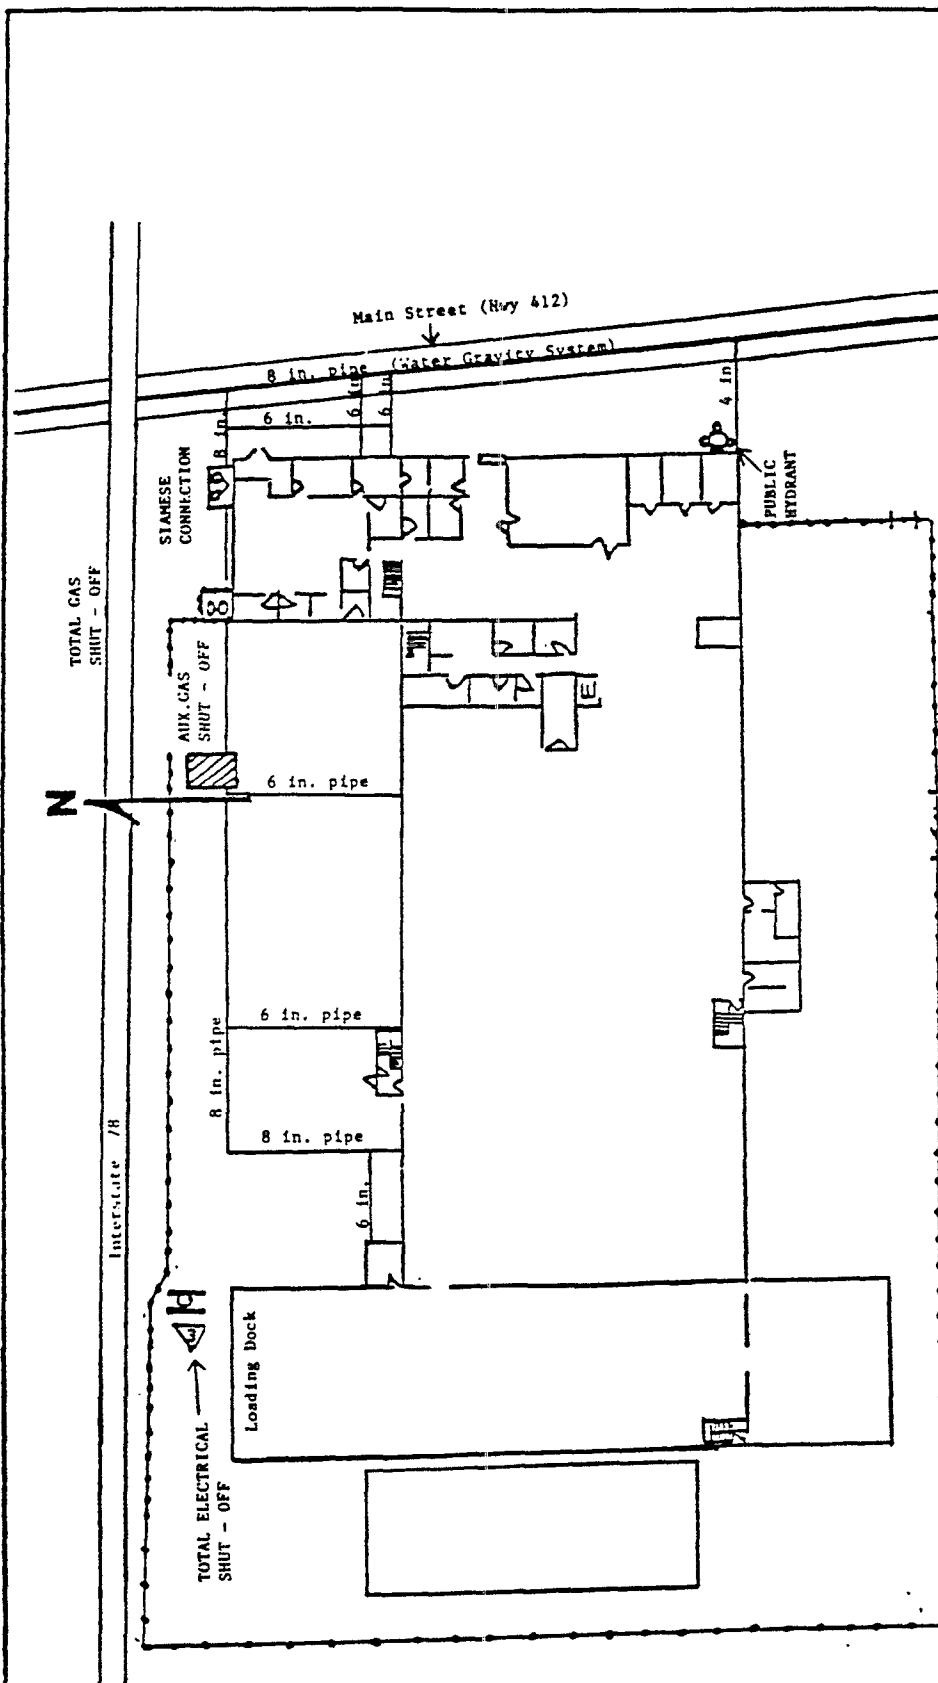 Main Street (Hwy 412)
8 in. pipe (Water Gravity System)
6 in.
6 in
6 in
8 in.
4 in
SIAMESE
CONNECTION
PUBLIC
HYDRANT
TOTAL GAS
SHUT - OFF
AUX.GAS
SHUT - OFF
E
N
6 in. pipe
6 in. pipe
8 in. pipe
8 in. pipe
6 in.
Interstate 78
Loading Dock
3
TOTAL ELECTRICAL
SHUT - OFF